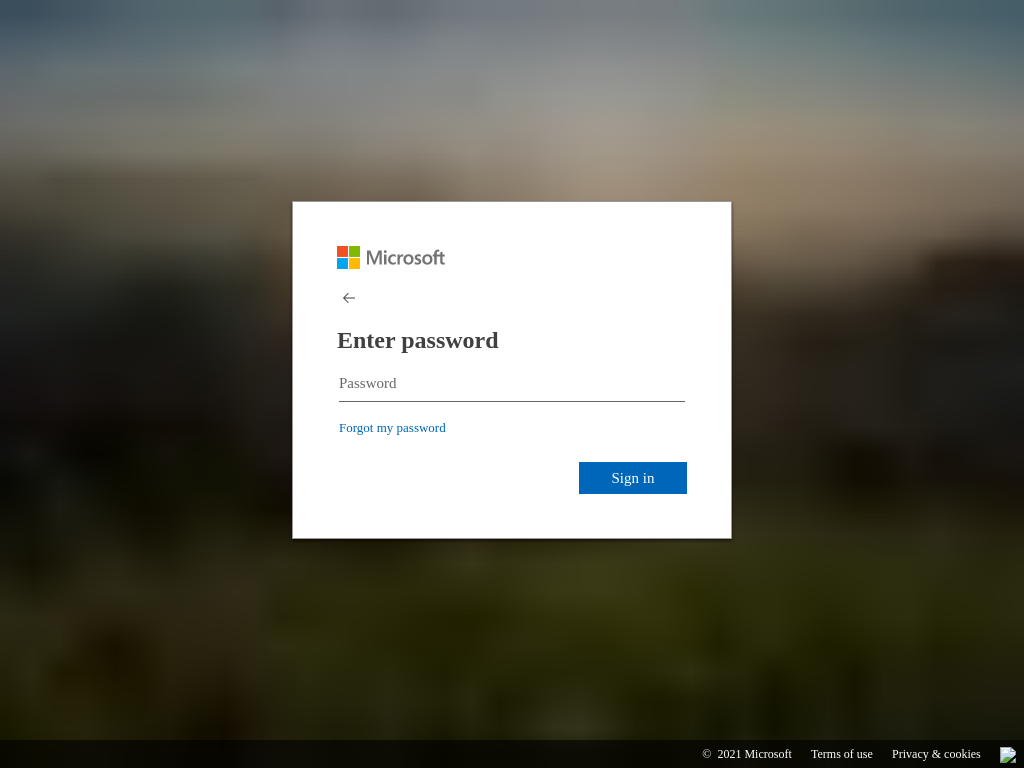 Microsoft
Enter password
Password
Forgot my password
Sign in
© 2021 Microsoft Terms of use Privacy & cookies